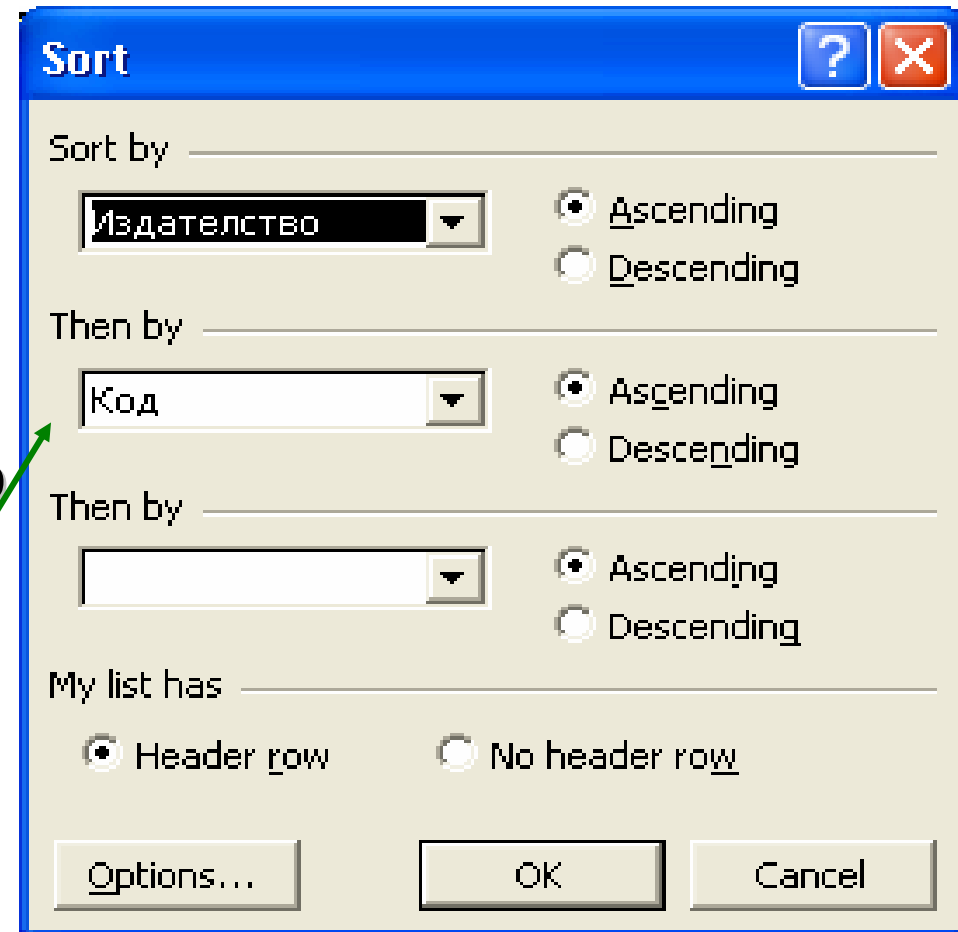 Sort
Sort by
Издателство
Ascending
Descending
Then by
Код
Ascending
Descending
Then by
Ascending
Descending
My list has
Header row
No header row
Options...
OK
Cancel